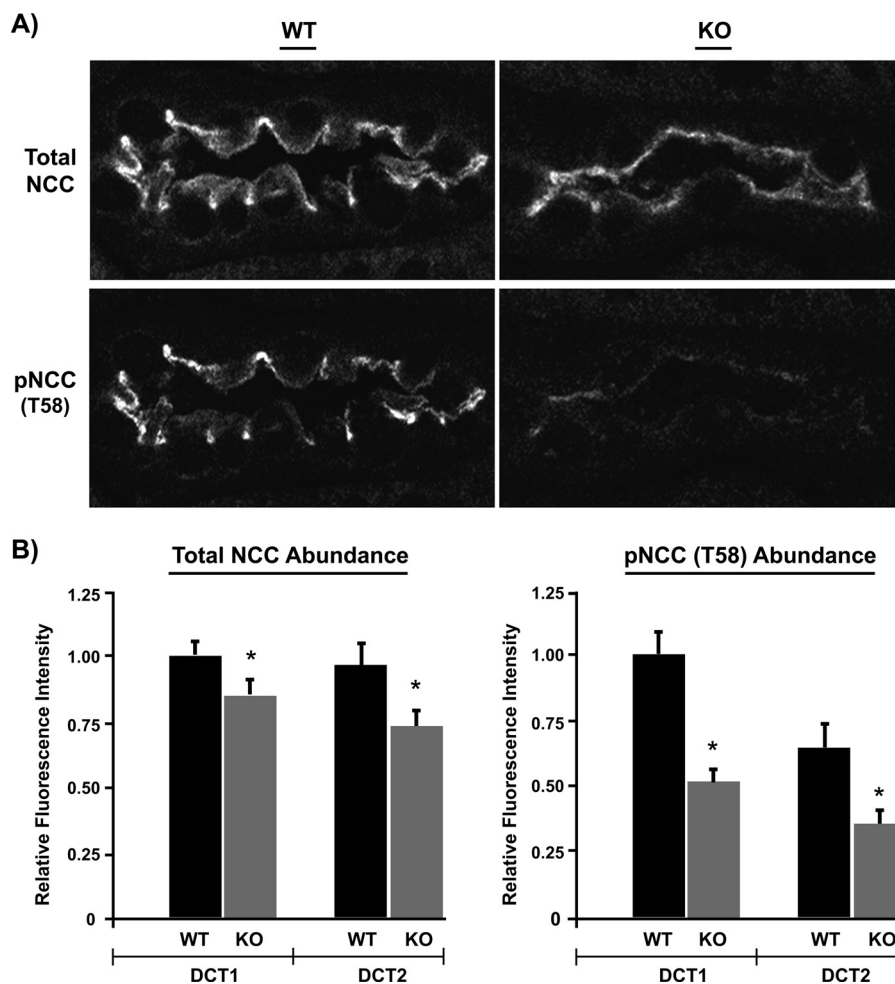 A)
WT KO
Total
NCC
pNCC
(T58)
B)
Total NCC Abundance
Relative Fluorescence Intensity
1.25
1.00
0.75
0.50
0.25
0
WT KO WT KO
DCT1 DCT2
*
*
pNCC (T58) Abundance
Relative Fluorescence Intensity
1.25
1.00
0.75
0.50
0.25
0
WT KO WT KO
DCT1 DCT2
*
*